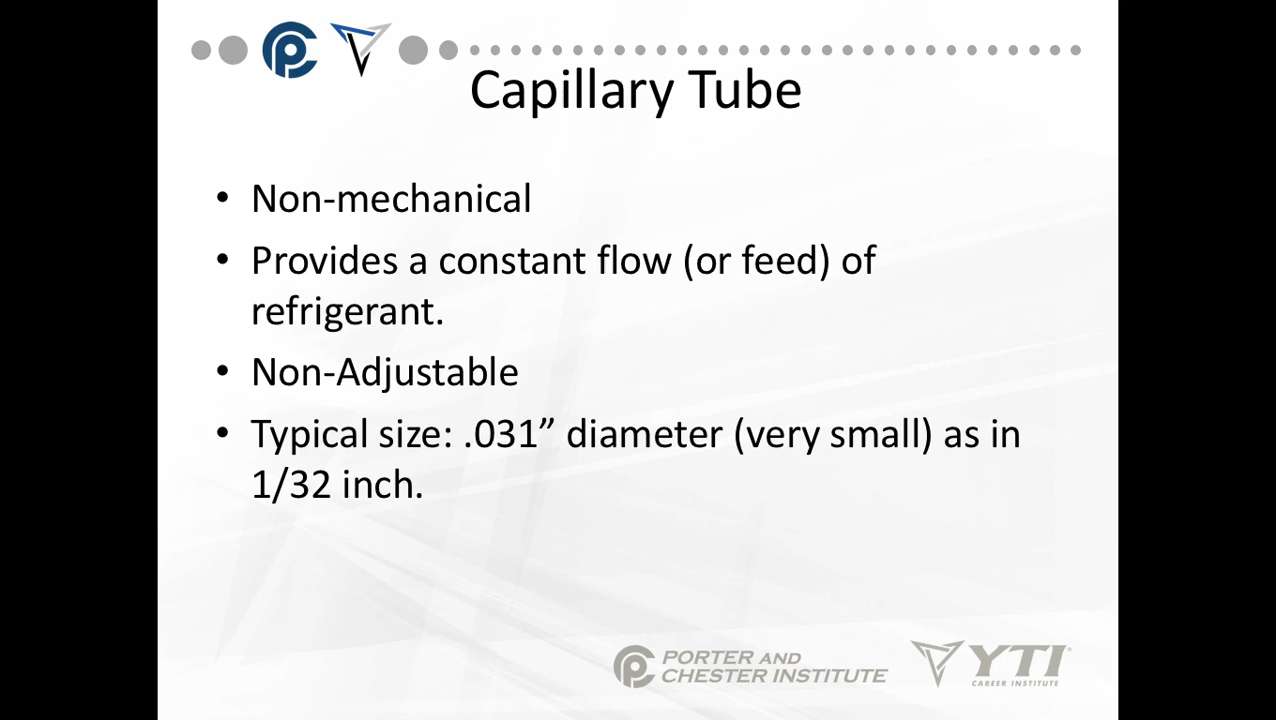 Capillary Tube
• Non-mechanical
• Provides a constant flow (or feed) of
refrigerant.
• Non-Adjustable
• Typical size: .031” diameter (very small) as in
1/32 inch.
PORTER AND
CHESTER INSTITUTE
YTI®
CAREER INSTITUTE